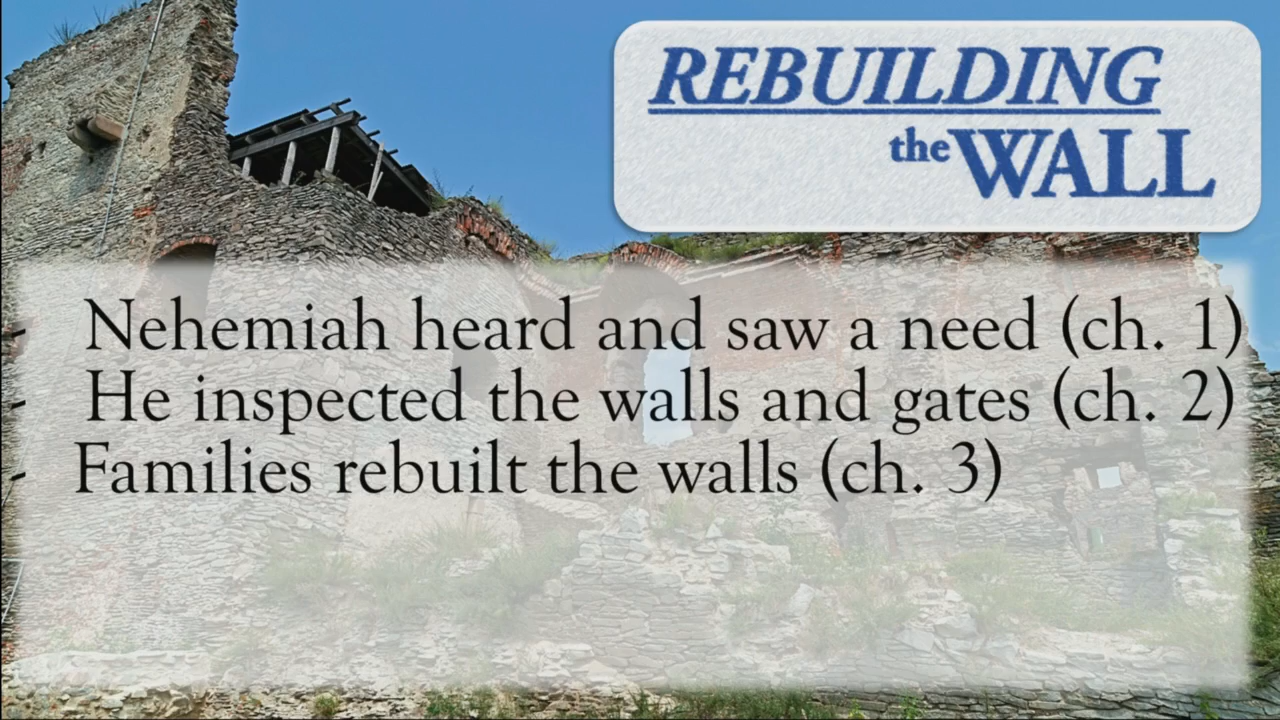 REBUILDING
the WALL
Nehemiah heard and saw a need (ch. 1)
He inspected the walls and gates (ch. 2)
Families rebuilt the walls (ch. 3)